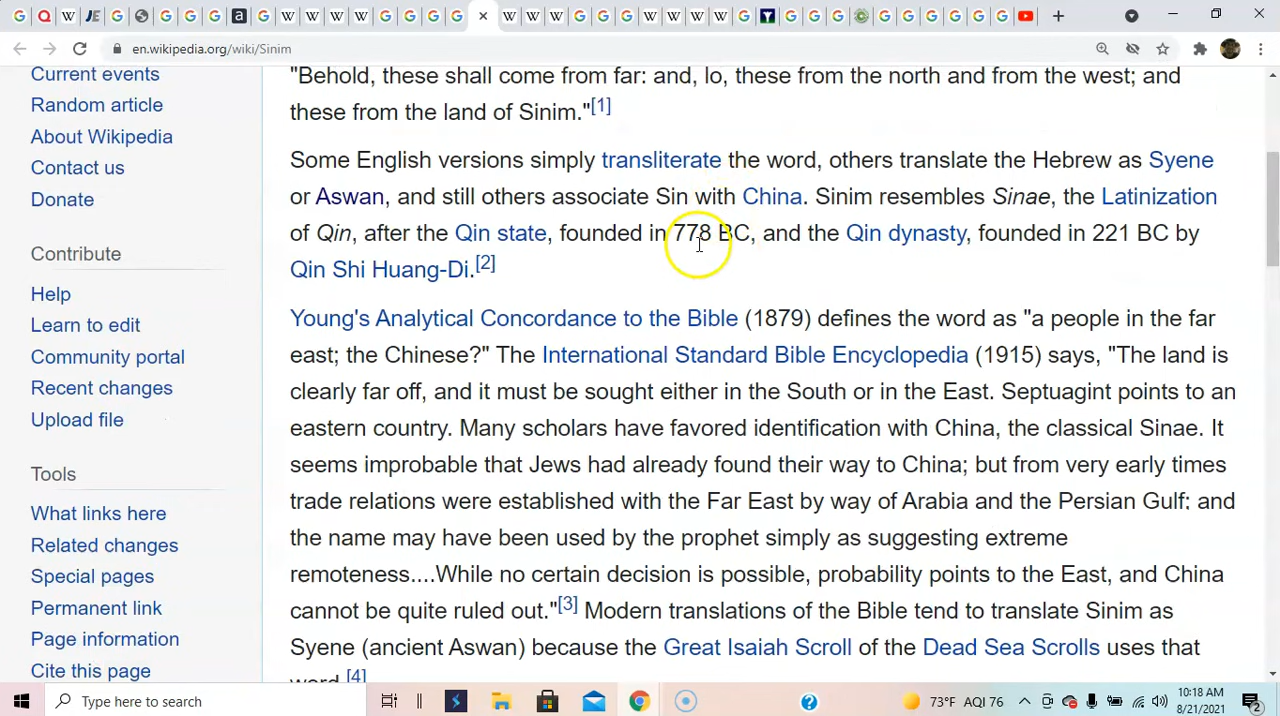 en.wikipedia.org/wiki/Sinim
Current events
Random article
About Wikipedia
Contact us
Donate
Contribute
Help
Learn to edit
Community portal
Recent changes
Upload file
Tools
What links here
Related changes
Special pages
Permanent link
Page information
Cite this page
"Behold, these shall come from far: and, lo, these from the north and from the west; and
these from the land of Sinim."[1]
Some English versions simply transliterate the word, others translate the Hebrew as Syene
or Aswan, and still others associate Sin with China. Sinim resembles Sinae, the Latinization
of Qin, after the Qin state, founded in 778 BC, and the Qin dynasty, founded in 221 BC by
Qin Shi Huang-Di.[2]
Young's Analytical Concordance to the Bible (1879) defines the word as "a people in the far
east; the Chinese?" The International Standard Bible Encyclopedia (1915) says, "The land is
clearly far off, and it must be sought either in the South or in the East. Septuagint points to an
eastern country. Many scholars have favored identification with China, the classical Sinae. It
seems improbable that Jews had already found their way to China; but from very early times
trade relations were established with the Far East by way of Arabia and the Persian Gulf; and
the name may have been used by the prophet simply as suggesting extreme
remoteness....While no certain decision is possible, probability points to the East, and China
cannot be quite ruled out."[3] Modern translations of the Bible tend to translate Sinim as
Syene (ancient Aswan) because the Great Isaiah Scroll of the Dead Sea Scrolls uses that
word.[4]
Type here to search
73°F AQI 76
10:18 AM
8/21/2021
2